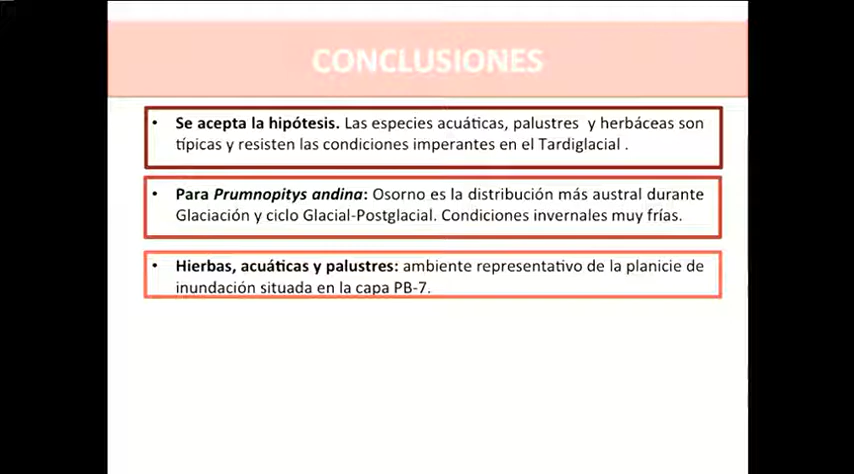 CONCLUSIONES
• Se acepta la hipótesis. Las especies acuáticas, palustres y herbáceas son
típicas y resisten las condiciones imperantes en el Tardiglacial .
• Para Prumnopitys andina: Osorno es la distribución más austral durante
Glaciación y ciclo Glacial-Postglacial. Condiciones invernales muy frías.
• Hierbas, acuáticas y palustres: ambiente representativo de la planicie de
inundación situada en la capa PB-7.